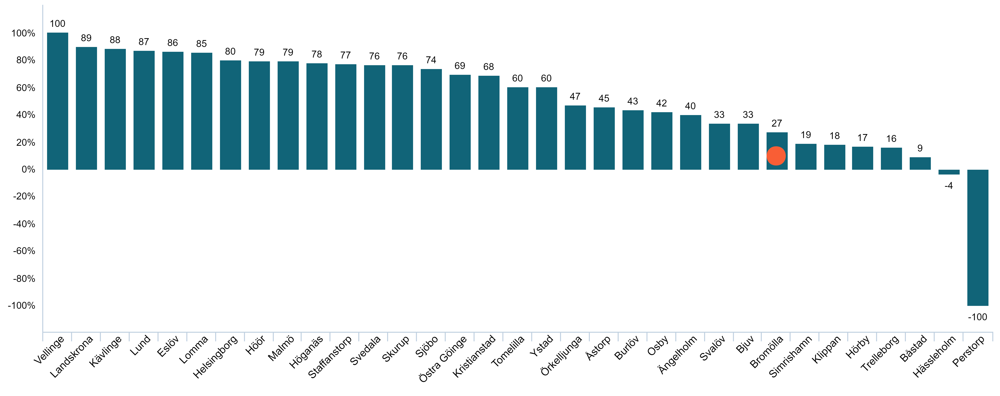 100%
80%
60%
40%
20%
0%
-20%
-40%
-60%
-80%
-100%
100
89
88
87
86
85
80
79
79
78
77
76
76
74
69
68
60
60
47
45
43
42
40
33
33
27
19
18
17
16
9
-4
-100
Vellinge
Landskrona
Kävlinge
Lund
Eslöv
Lomma
Helsingborg
Höör
Malmö
Höganäs
Staffanstorp
Svedala
Skurup
Sjöbo
Östra Göinge
Kristianstad
Tomelilla
Ystad
Örkelljunga
Åstorp
Burlöv
Osby
Ängelholm
Svalöv
Bjuv
Bromölla
Simrishamn
Klippan
Hörby
Trelleborg
Båstad
Hässleholm
Perstorp